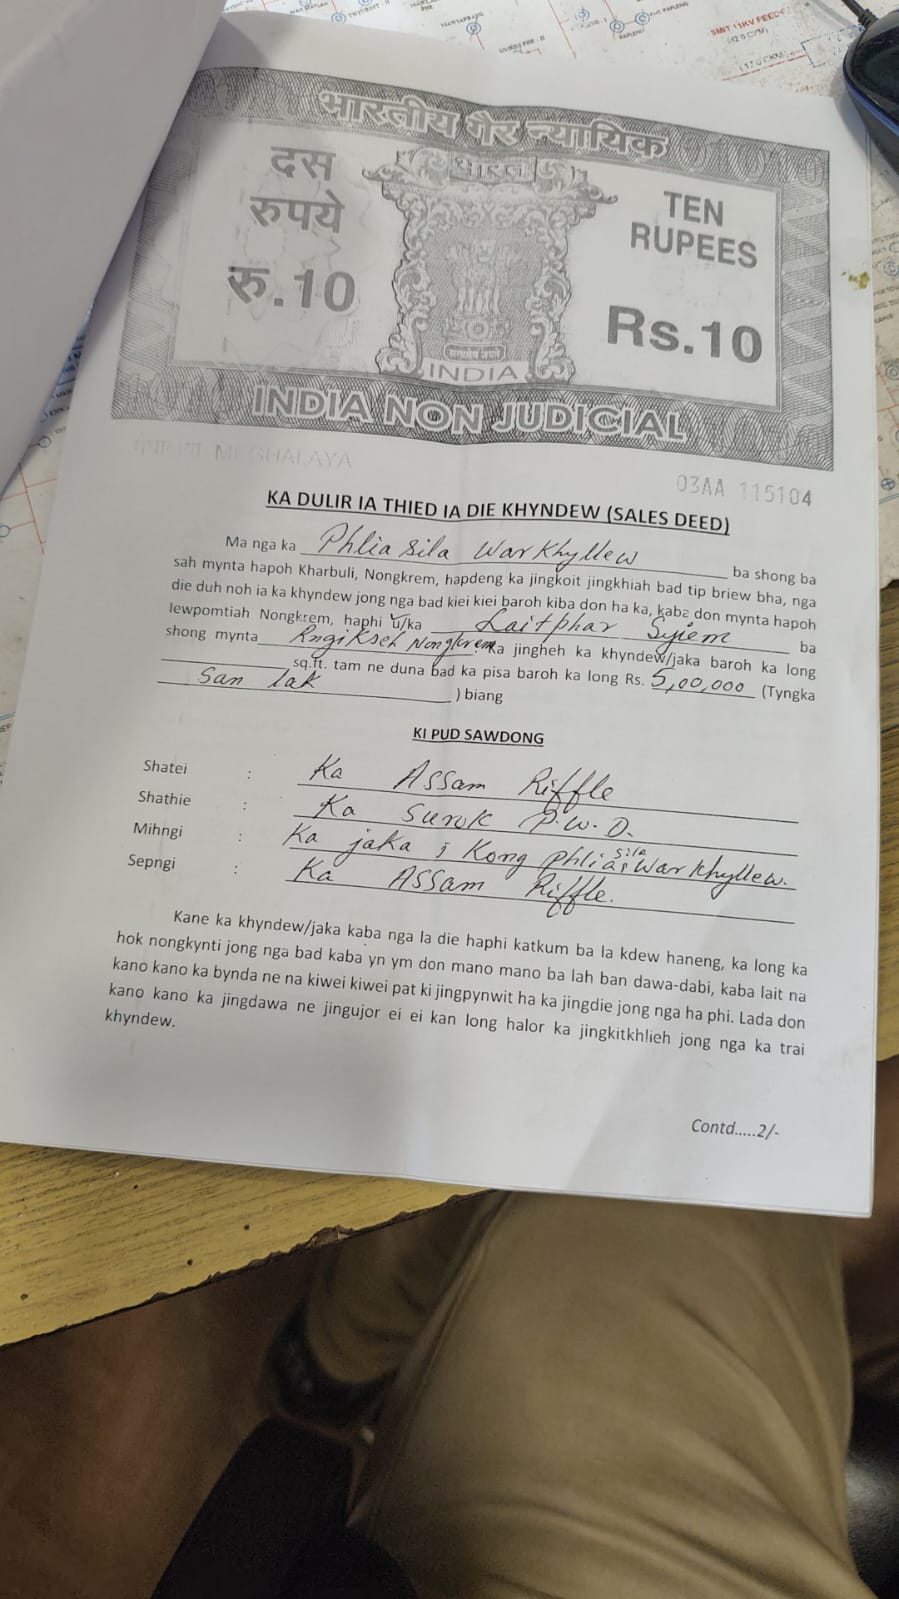 भारतीय गैर न्यायिक
भारत
दस
रुपये
रु.10
TEN
RUPEES
Rs.10
सत्यमेव जयते
INDIA
INDIA NON JUDICIAL
MEGHALAYA
03AA 115104
KA DULIR IA THIED IA DIE KHYNDEW (SALES DEED)
Ma nga ka Phlia sila War Khyllew ba shong ba
sah mynta hapoh Kharbuli, Nongkrem, hapdeng ka jingkoit jingkhiah bad tip briew bha, nga
die duh noh ia ka khyndew jong nga bad kiei kiei baroh kiba don ha ka, kaba don mynta hapoh
lewpomtiah Nongkrem, haphi u/ka Laitphar Syiem ba
shong mynta Rngi Kseh Nongkrem ka jingheh ka khyndew/jaka baroh ka long
sq.ft. tam ne duna bad ka pisa baroh ka long Rs. 5,00,000 (Tyngka
San lak ) biang
KI PUD SAWDONG
Shatei : Ka Assam Riffle
Shathie : Ka Surok P.W.D.
Mihngi : Ka jaka i Kong Phlia sila War Khyllew.
Sepngi : Ka Assam Riffle.
Kane ka khyndew/jaka kaba nga la die haphi katkum ba la kdew haneng, ka long ka
hok nongkynti jong nga bad kaba yn ym don mano mano ba lah ban dawa-dabi, kaba lait na
kano kano ka bynda ne na kiwei kiwei pat ki jingpynwit ha ka jingdie jong nga ha phi. Lada don
kano kano ka jingdawa ne jingujor ei ei kan long halor ka jingkitkhlieh jong nga ka trai
khyndew.
Contd.....2/-